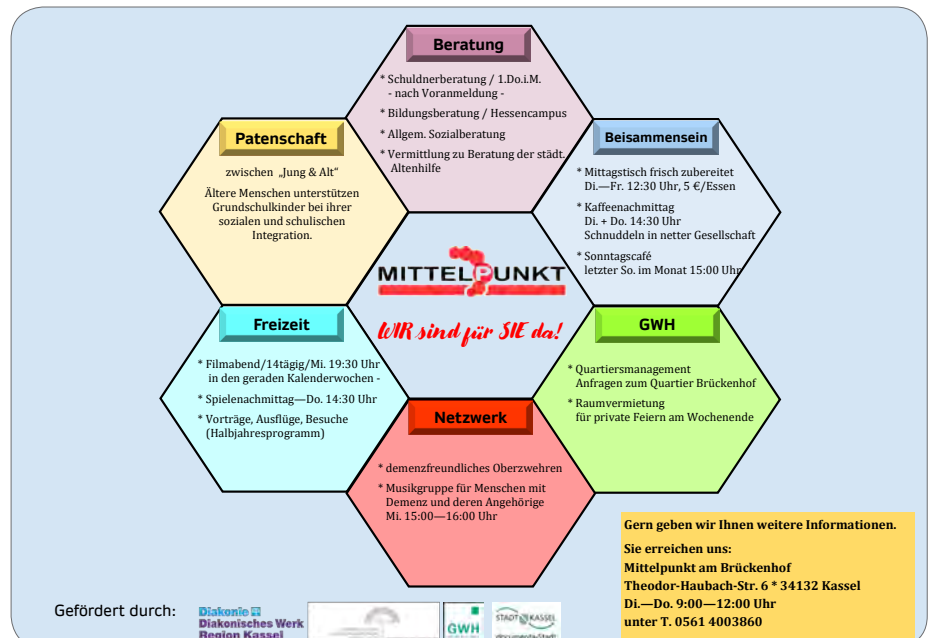 Beratung
* Schuldnerberatung / 1.Do.i.M.
- nach Voranmeldung -
* Bildungsberatung / Hessencampus
* Allgem. Sozialberatung
* Vermittlung zu Beratung der städt.
Altenhilfe
Patenschaft
zwischen „Jung & Alt“
Ältere Menschen unterstützen
Grundschulkinder bei ihrer
sozialen und schulischen
Integration.
Beisammensein
* Mittagstisch frisch zubereitet
Di.—Fr. 12:30 Uhr, 5 €/Essen
* Kaffeenachmittag
Di. + Do. 14:30 Uhr
Schnuddeln in netter Gesellschaft
* Sonntagscafé
letzter So. im Monat 15:00 Uhr
MITTELPUNKT
WIR sind für SIE da!
Freizeit
* Filmabend/14tägig/Mi. 19:30 Uhr
in den geraden Kalenderwochen -
* Spielenachmittag—Do. 14:30 Uhr
* Vorträge, Ausflüge, Besuche
(Halbjahresprogramm)
GWH
* Quartiersmanagement
Anfragen zum Quartier Brückenhof
* Raumvermietung
für private Feiern am Wochenende
Netzwerk
* demenzfreundliches Oberzwehren
* Musikgruppe für Menschen mit
Demenz und deren Angehörige
Mi. 15:00—16:00 Uhr
Gern geben wir Ihnen weitere Informationen.
Sie erreichen uns:
Mittelpunkt am Brückenhof
Theodor-Haubach-Str. 6 * 34132 Kassel
Di.—Do. 9:00—12:00 Uhr
unter T. 0561 4003860
Gefördert durch:
Diakonie
Diakonisches Werk
Region Kassel
GWH
STADT KASSEL
documenta-Stadt